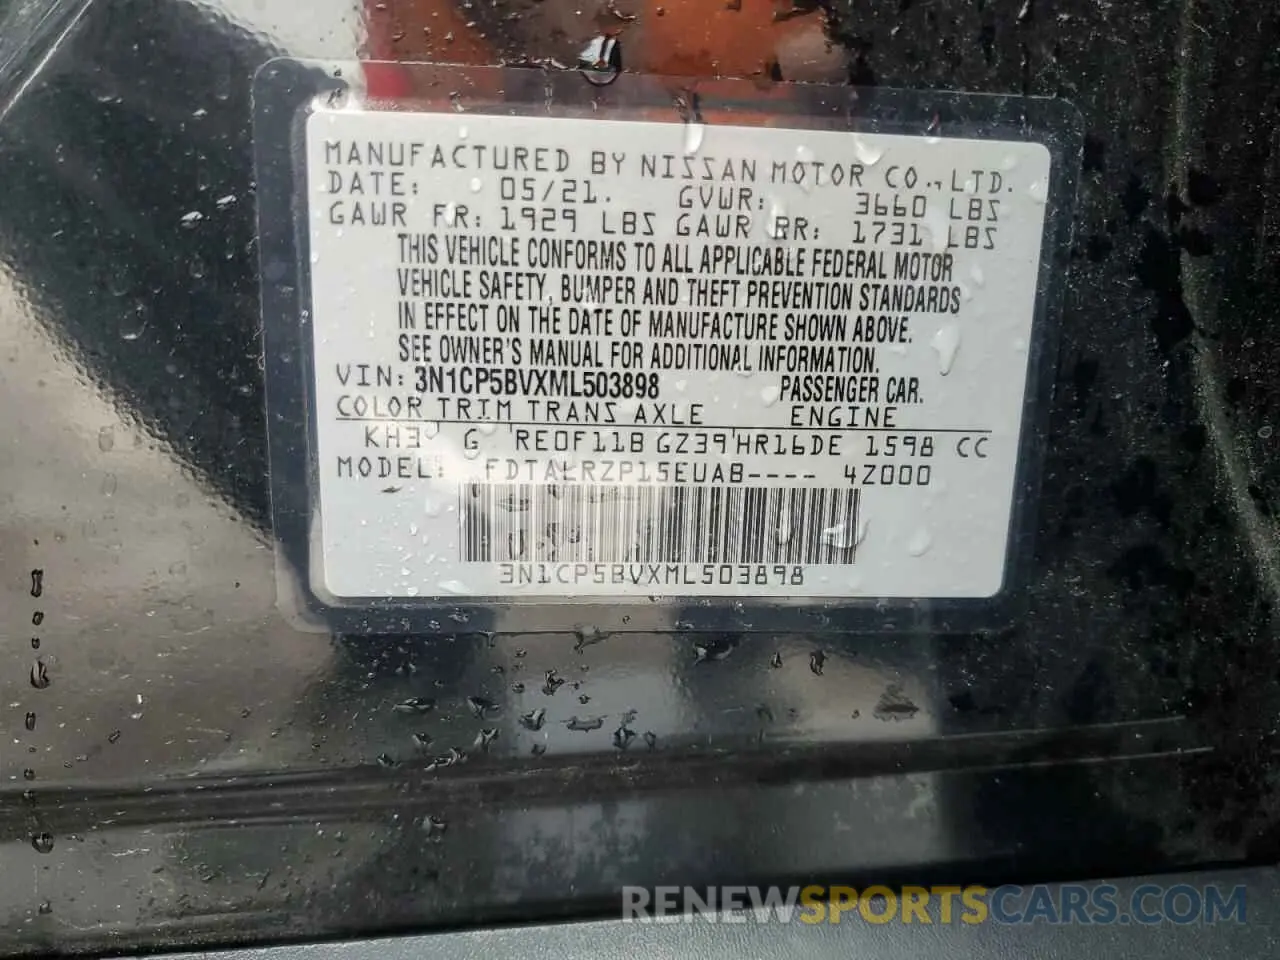 MANUFACTURED BY NISSAN MOTOR CO., LTD.
DATE: 05/21. GVWR: 3660 LBS
GAWR FR: 1929 LBS GAWR RR: 1731 LBS
THIS VEHICLE CONFORMS TO ALL APPLICABLE FEDERAL MOTOR
VEHICLE SAFETY, BUMPER AND THEFT PREVENTION STANDARDS
IN EFFECT ON THE DATE OF MANUFACTURE SHOWN ABOVE.
SEE OWNER'S MANUAL FOR ADDITIONAL INFORMATION.
VIN: 3N1CP5BVXML503898 PASSENGER CAR.
COLOR TRIM TRANS AXLE ENGINE
KH3 G RE0F11B GZ39 HR16DE 1598 CC
MODEL: FDTALRZP15EUAB---- 4Z000
3N1CP5BVXML503898
RENEWSPORTSCARS.COM